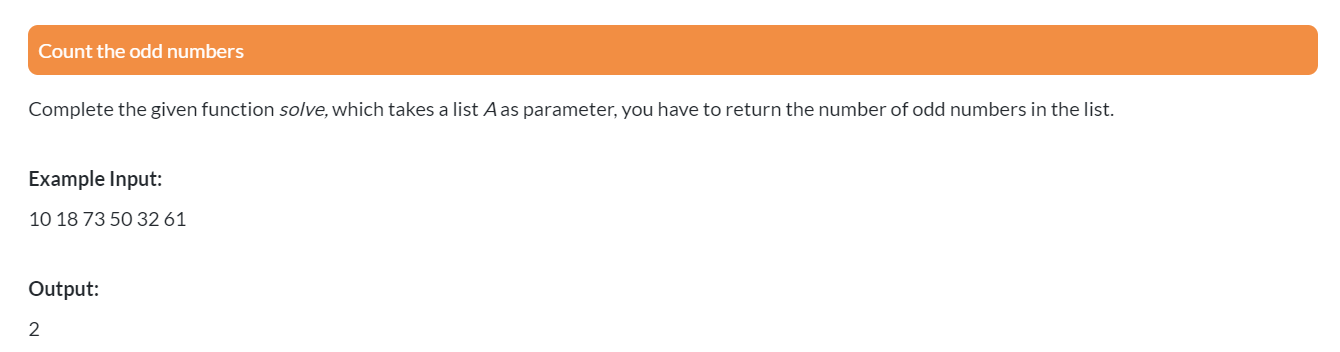 Count the odd numbers
Complete the given function solve, which takes a list A as parameter, you have to return the number of odd numbers in the list.
Example Input:
10 18 73 50 32 61
Output:
2